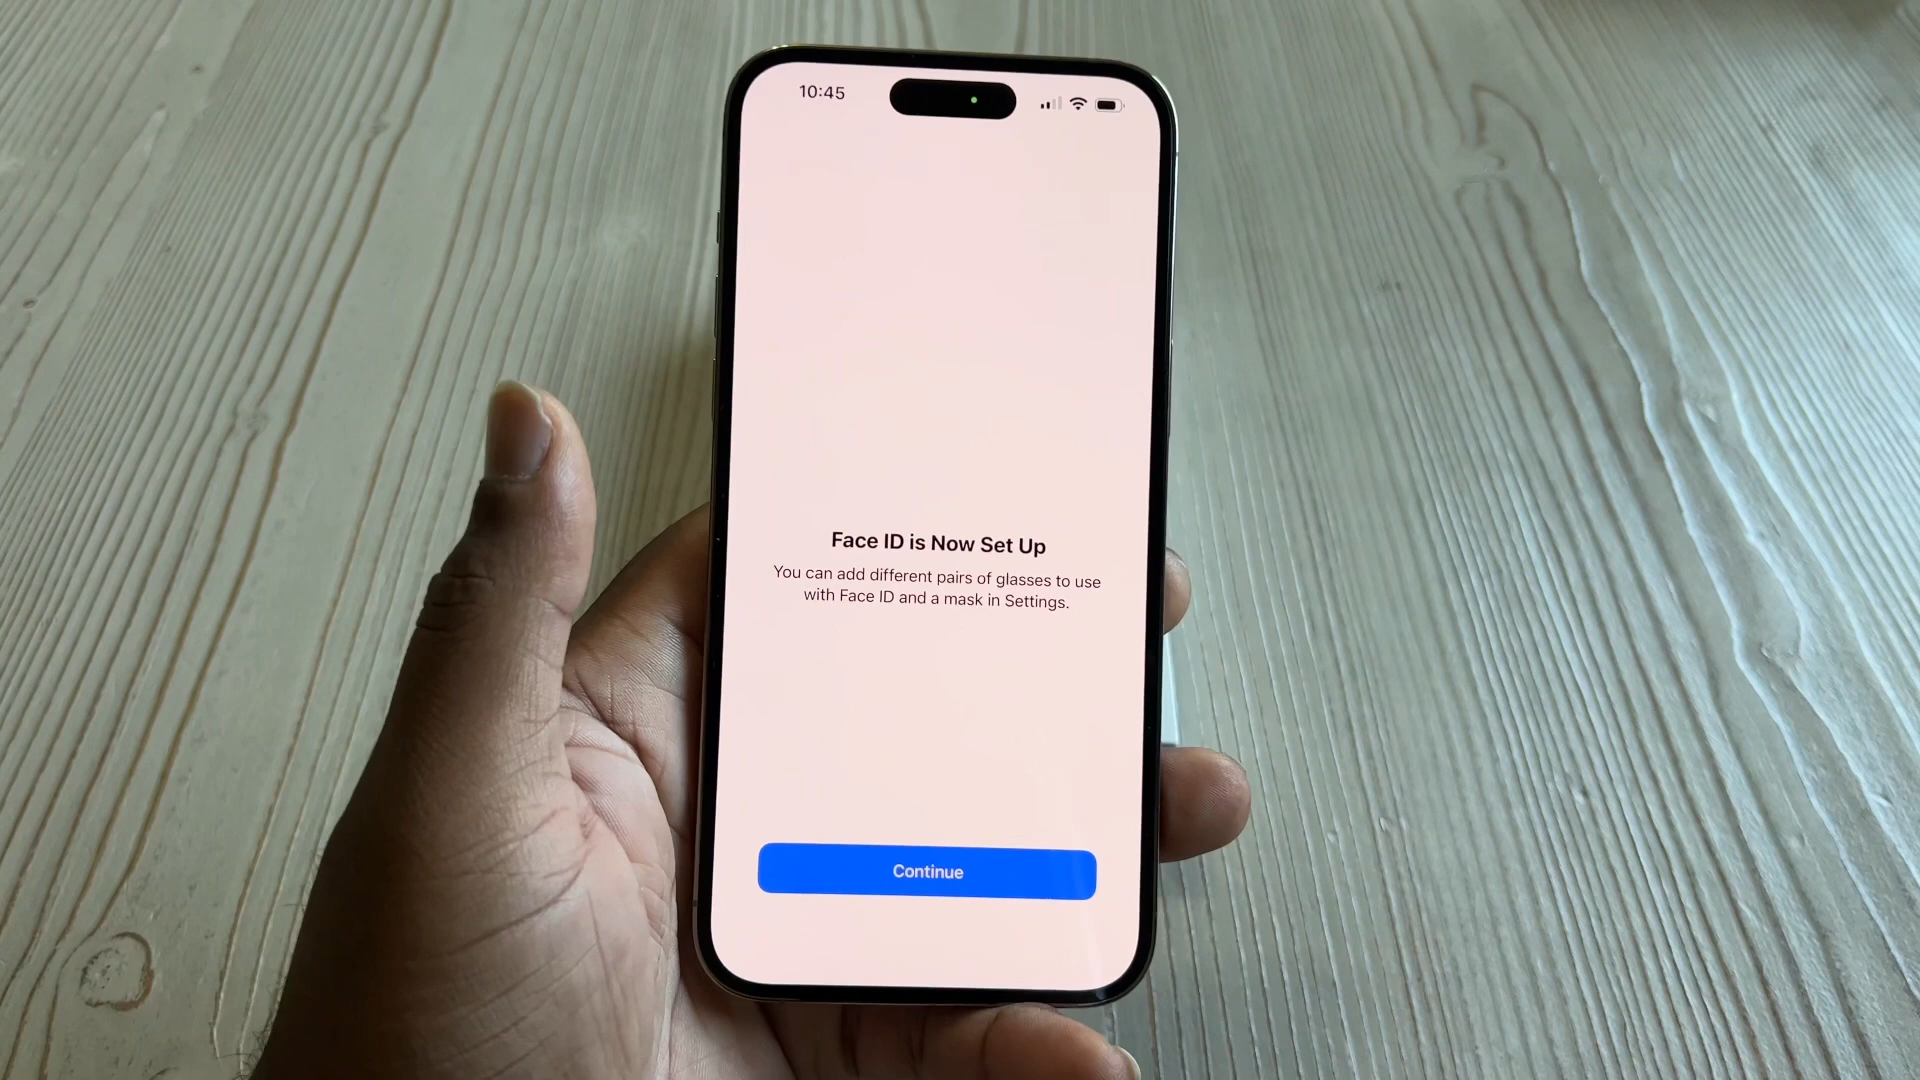 10:45
Face ID is Now Set Up
You can add different pairs of glasses to use
with Face ID and a mask in Settings.
Continue